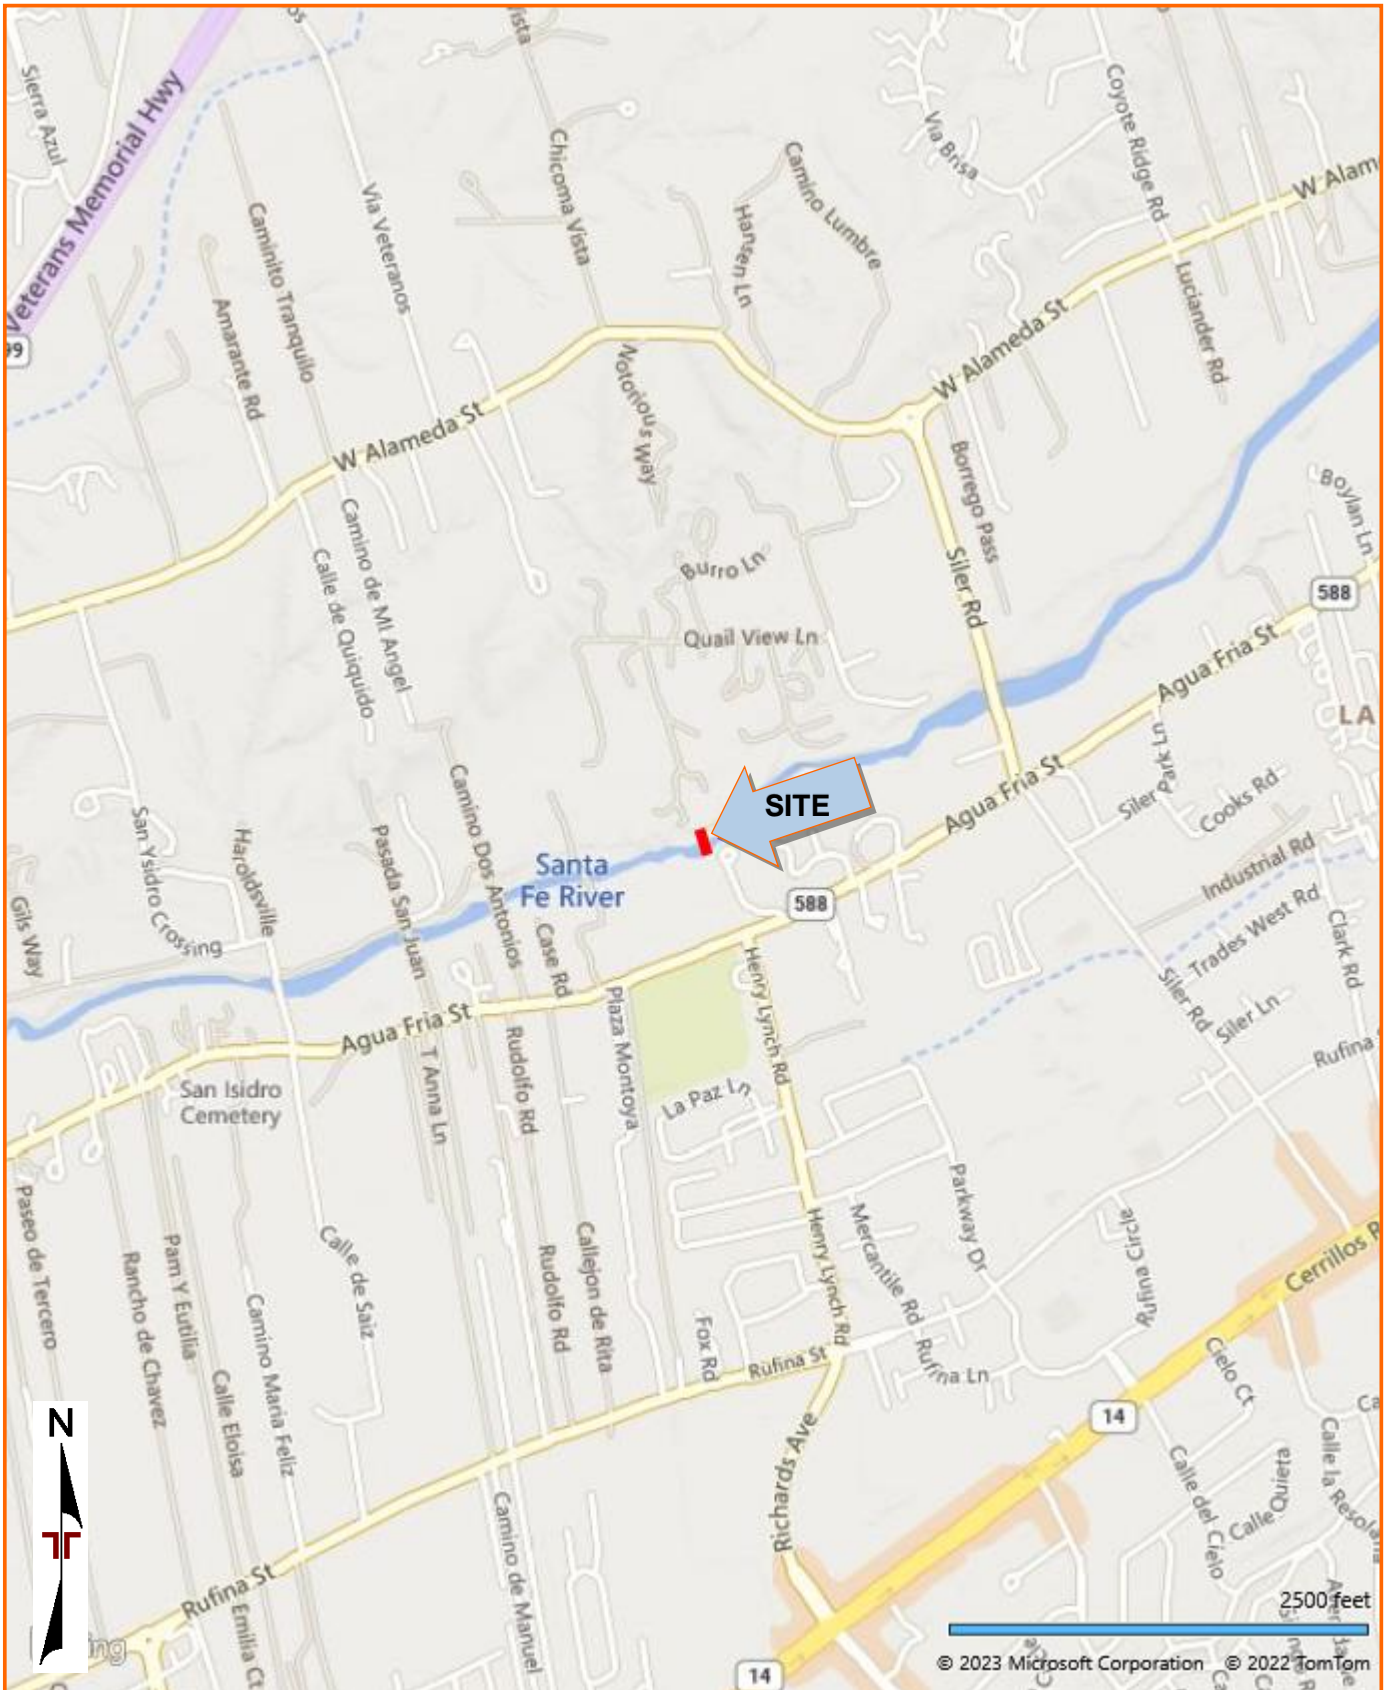 Sierra Azul
Veterans Memorial Hwy
99
Via Veteranos
Vista
Chicoma Vista
Camino Lumbre
Hansen Ln
Via Brisa
Coyote Ridge Rd
W Alam
Luciander Rd
Caminito Tranquilo
Amarante Rd
W Alameda St
W Alameda St
Notorious Way
Borrego Pass
Siler Rd
Boylan Ln
588
Camino de MI Angel
Calle de Quiquido
Burro Ln
Quail View Ln
Agua Fria St
LA
SITE
Agua Fria St
Siler Park Ln
Cooks Rd
Industrial Rd
Trades West Rd
Clark Rd
Siler Rd
Siler Ln
Rufina
San Ysidro Crossing
Haroldsville
Pasada San Juan
Camino Dos Antonios
Santa
Fe River
588
Gils Way
Case Rd
Plaza Montoya
Henry Lynch Rd
Agua Fria St
San Isidro
Cemetery
T Anna Ln
Rudolfo Rd
La Paz Ln
Paseo de Tercero
Rancho de Chavez
Pam Y Eutilia
Calle Eloisa
Camino Maria Feliz
Calle de Saiz
Rudolfo Rd
Callejon de Rita
Fox Rd
Henry Lynch Rd
Mercantile Rd
Parkway Dr
Rufina Circle
Cerrillos R
Rufina St
Rufina Ln
Cielo Ct
14
Richards Ave
Calle del Cielo
Calle Quieta
Calle la Resolana
Ca
N
Rufina St
Emilia Ct
Camino de Manuel
2500 feet
14
© 2023 Microsoft Corporation © 2022 TomTom